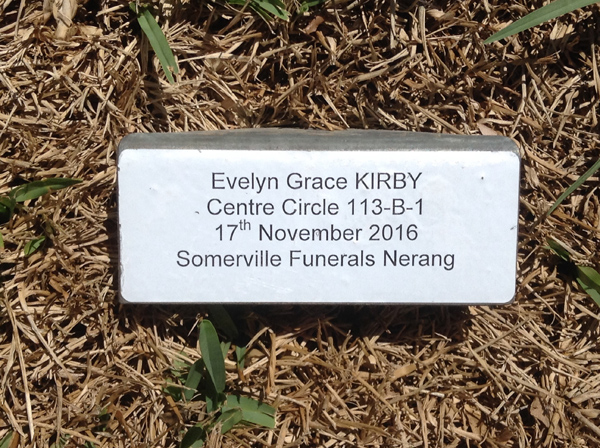 Evelyn Grace KIRBY
Centre Circle 113-B-1
17th November 2016
Somerville Funerals Nerang